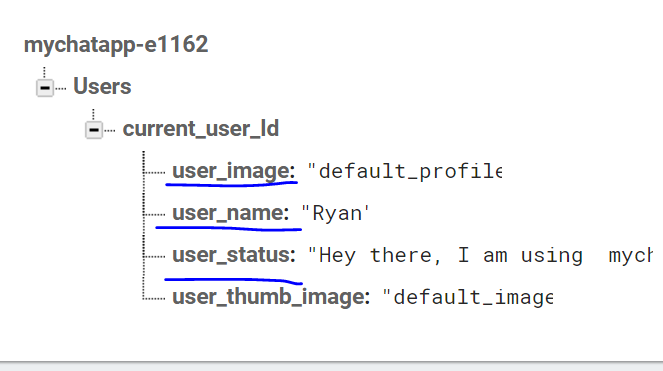 mychatapp-e1162
Users
current_user_Id
user_image: "default_profile
user_name: "Ryan'
user_status: "Hey there, I am using  mych
user_thumb_image: "default_image